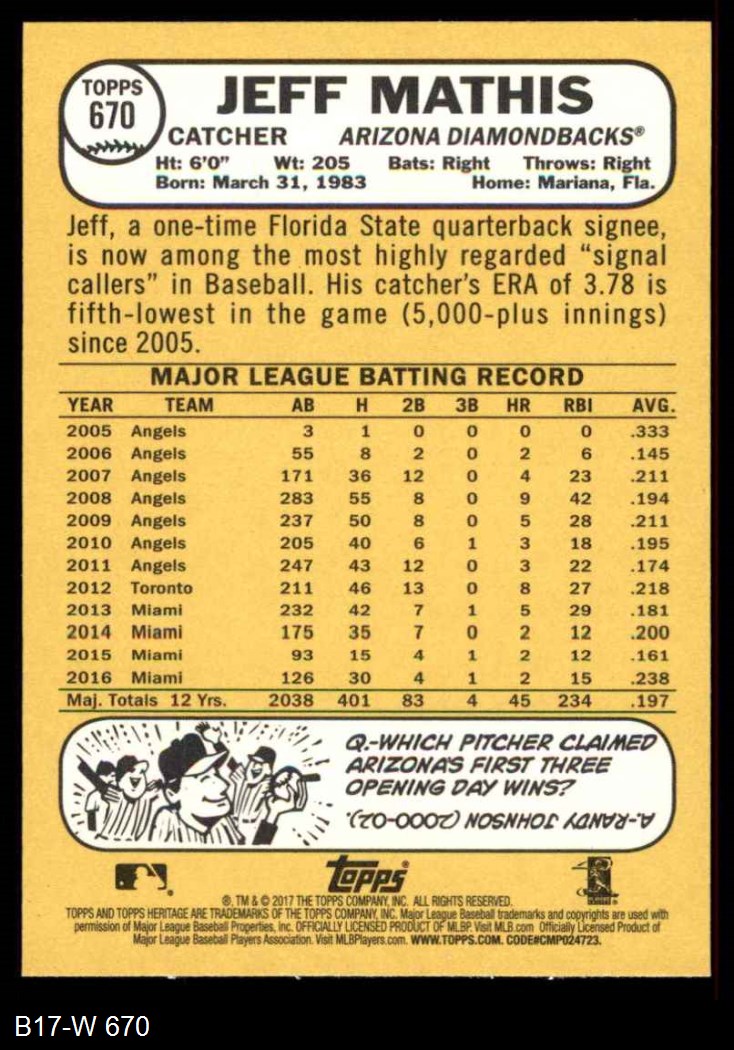 TOPPS
670
JEFF MATHIS
CATCHER ARIZONA DIAMONDBACKS®
Ht: 6'0" Wt: 205 Bats: Right Throws: Right
Born: March 31, 1983 Home: Mariana, Fla.
Jeff, a one-time Florida State quarterback signee,
is now among the most highly regarded “signal
callers” in Baseball. His catcher's ERA of 3.78 is
fifth-lowest in the game (5,000-plus innings)
since 2005.
MAJOR LEAGUE BATTING RECORD
YEAR TEAM AB H 2B 3B HR RBI AVG.
2005 Angels 3 1 0 0 0 0 .333
2006 Angels 55 8 2 0 2 6 .145
2007 Angels 171 36 12 0 4 23 .211
2008 Angels 283 55 8 0 9 42 .194
2009 Angels 237 50 8 0 5 28 .211
2010 Angels 205 40 6 1 3 18 .195
2011 Angels 247 43 12 0 3 22 .174
2012 Toronto 211 46 13 0 8 27 .218
2013 Miami 232 42 7 1 5 29 .181
2014 Miami 175 35 7 0 2 12 .200
2015 Miami 93 15 4 1 2 12 .161
2016 Miami 126 30 4 1 2 15 .238
Maj. Totals 12 Yrs. 2038 401 83 4 45 234 .197
Q.-WHICH PITCHER CLAIMED
ARIZONA'S FIRST THREE
OPENING DAY WINS?
A.-RANDY JOHNSON (2000-02).
Topps®
®, TM & © 2017 THE TOPPS COMPANY, INC. ALL RIGHTS RESERVED.
TOPPS AND TOPPS HERITAGE ARE TRADEMARKS OF THE TOPPS COMPANY, INC. Major League Baseball trademarks and copyrights are used with
permission of Major League Baseball Properties, Inc. OFFICIALLY LICENSED PRODUCT OF MLBP. Visit MLB.com Officially Licensed Product of
Major League Baseball Players Association. Visit MLBPlayers.com. WWW.TOPPS.COM. CODE#CMP024723.
B17-W 670